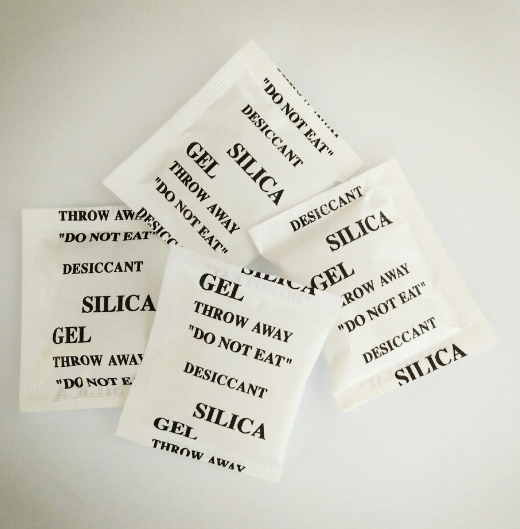 "DO NOT EAT"
DESICCANT
SILICA
GEL
THROW AWAY
"DO NOT EAT"
DESICCANT
THROW AWAY
"DO NOT EAT"
DESICCANT
SILICA
GEL
THROW AWAY
"DO NOT E
SILICA
GEL
THROW AWAY
"DO NOT EAT"
DESICCANT
SILICA
GEL
THROW AWAY
DESICCANT
SILICA
GEL
THROW AWAY
"DO NOT EAT"
DESICCANT
SILICA